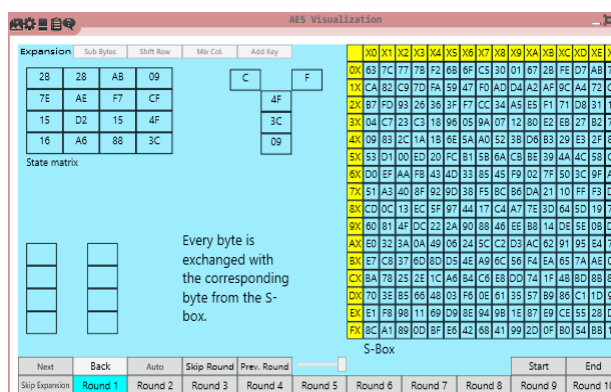 AES Visualization
Expansion Sub Bytes Shift Row Mix Col. Add Key
2B 28 AB 09
7E AE F7 CF
15 D2 15 4F
16 A6 88 3C
State matrix
C F
4F
3C
09
Every byte is
exchanged with
the corresponding
byte from the S-
box.
X0 X1 X2 X3 X4 X5 X6 X7 X8 X9 XA XB XC XD XE
0X 63 7C 77 7B F2 6B 6F C5 30 01 67 2B FE D7 AB
1X CA 82 C9 7D FA 59 47 F0 AD D4 A2 AF 9C A4 72
2X B7 FD 93 26 36 3F F7 CC 34 A5 E5 F1 71 D8 31
3X 04 C7 23 C3 18 96 05 9A 07 12 80 E2 EB 27 B2
4X 09 83 2C 1A 1B 6E 5A A0 52 3B D6 B3 29 E3 2F
5X 53 D1 00 ED 20 FC B1 5B 6A CB BE 39 4A 4C 58
6X D0 EF AA FB 43 4D 33 85 45 F9 02 7F 50 3C 9F
7X 51 A3 40 8F 92 9D 38 F5 BC B6 DA 21 10 FF F3
8X CD 0C 13 EC 5F 97 44 17 C4 A7 7E 3D 64 5D 19
9X 60 81 4F DC 22 2A 90 88 46 EE B8 14 DE 5E 0B
AX E0 32 3A 0A 49 06 24 5C C2 D3 AC 62 91 95 E4
BX E7 C8 37 6D 8D D5 4E A9 6C 56 F4 EA 65 7A AE
CX BA 78 25 2E 1C A6 B4 C6 E8 DD 74 1F 4B BD 8B
DX 70 3E B5 66 48 03 F6 0E 61 35 57 B9 86 C1 1D
EX E1 F8 98 11 69 D9 8E 94 9B 1E 87 E9 CE 55 28
FX 8C A1 89 0D BF E6 42 68 41 99 2D 0F B0 54 BB
S-Box
Next Back Auto Skip Round Prev. Round Start End
Skip Expansion Round 1 Round 2 Round 3 Round 4 Round 5 Round 6 Round 7 Round 8 Round 9 Round